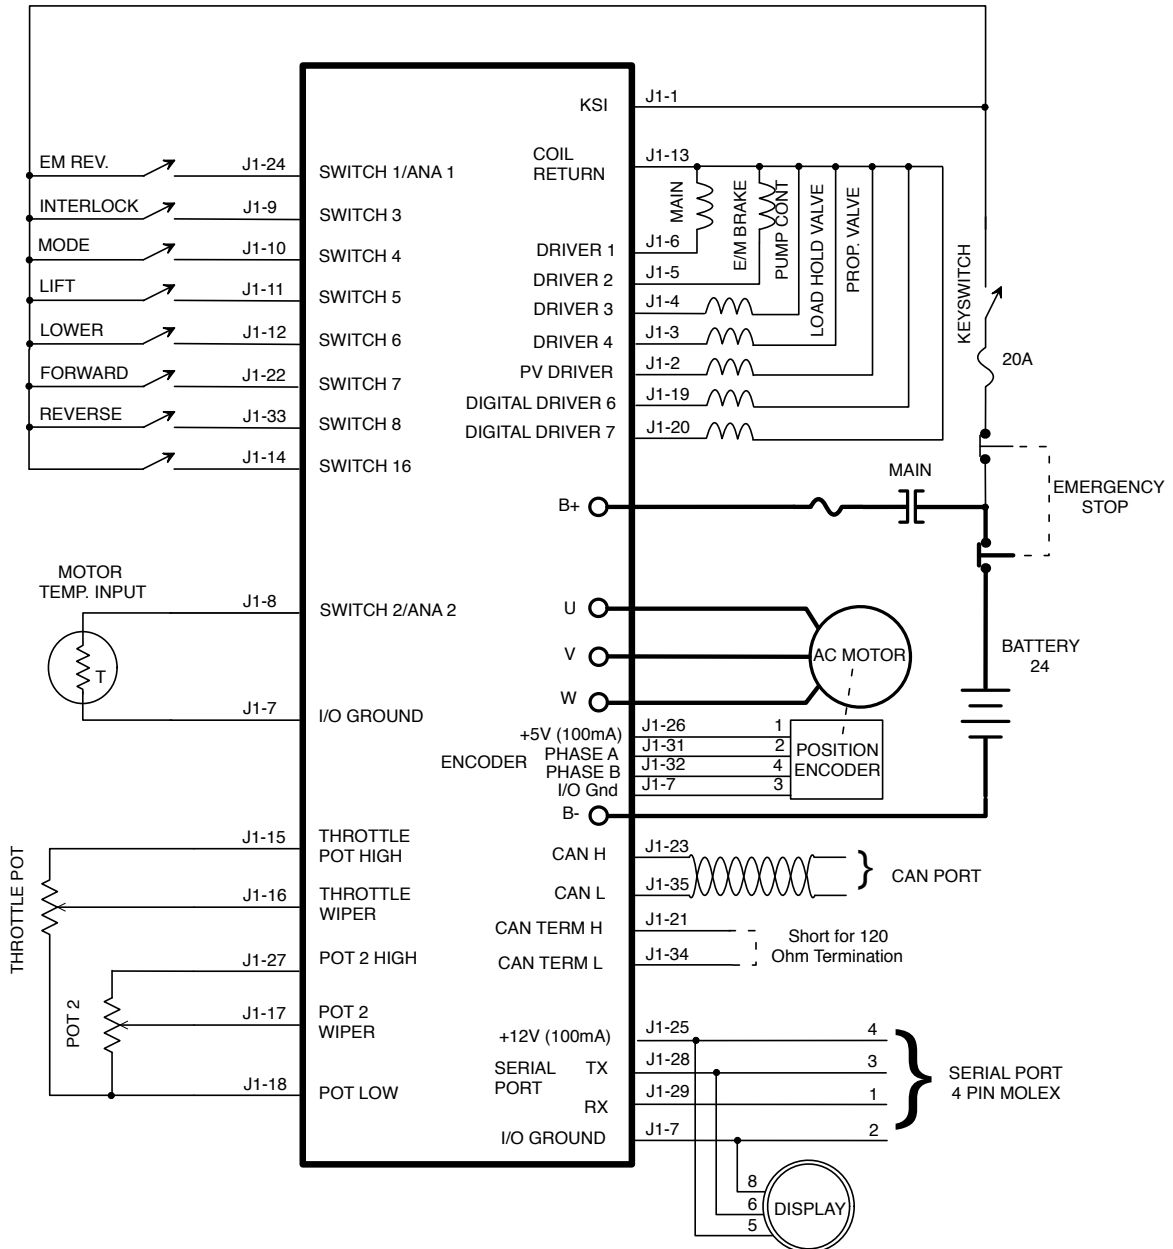 KSI
J1-1
COIL
RETURN
J1-13
MAIN
E/M BRAKE
PUMP CONT
LOAD HOLD VALVE
PROP. VALVE
DRIVER 1
J1-6
DRIVER 2
J1-5
DRIVER 3
J1-4
DRIVER 4
J1-3
PV DRIVER
J1-2
DIGITAL DRIVER 6
J1-19
DIGITAL DRIVER 7
J1-20
KEYSWITCH
20A
EM REV.
J1-24
SWITCH 1/ANA 1
INTERLOCK
J1-9
SWITCH 3
MODE
J1-10
SWITCH 4
LIFT
J1-11
SWITCH 5
LOWER
J1-12
SWITCH 6
FORWARD
J1-22
SWITCH 7
REVERSE
J1-33
SWITCH 8
J1-14
SWITCH 16
B+
MAIN
EMERGENCY
STOP
MOTOR
TEMP. INPUT
T
J1-8
SWITCH 2/ANA 2
J1-7
I/O GROUND
U
V
W
AC MOTOR
BATTERY
24
ENCODER
+5V (100mA)
J1-26
1
PHASE A
J1-31
2
PHASE B
J1-32
4
I/O Gnd
J1-7
3
POSITION
ENCODER
B-
THROTTLE POT
J1-15
THROTTLE
POT HIGH
J1-16
THROTTLE
WIPER
POT 2
J1-27
POT 2 HIGH
J1-17
POT 2
WIPER
J1-18
POT LOW
CAN H
J1-23
CAN L
J1-35
CAN PORT
CAN TERM H
J1-21
CAN TERM L
J1-34
Short for 120
Ohm Termination
+12V (100mA)
J1-25
4
SERIAL
PORT
TX
J1-28
3
RX
J1-29
1
I/O GROUND
J1-7
2
SERIAL PORT
4 PIN MOLEX
8
6
5
DISPLAY